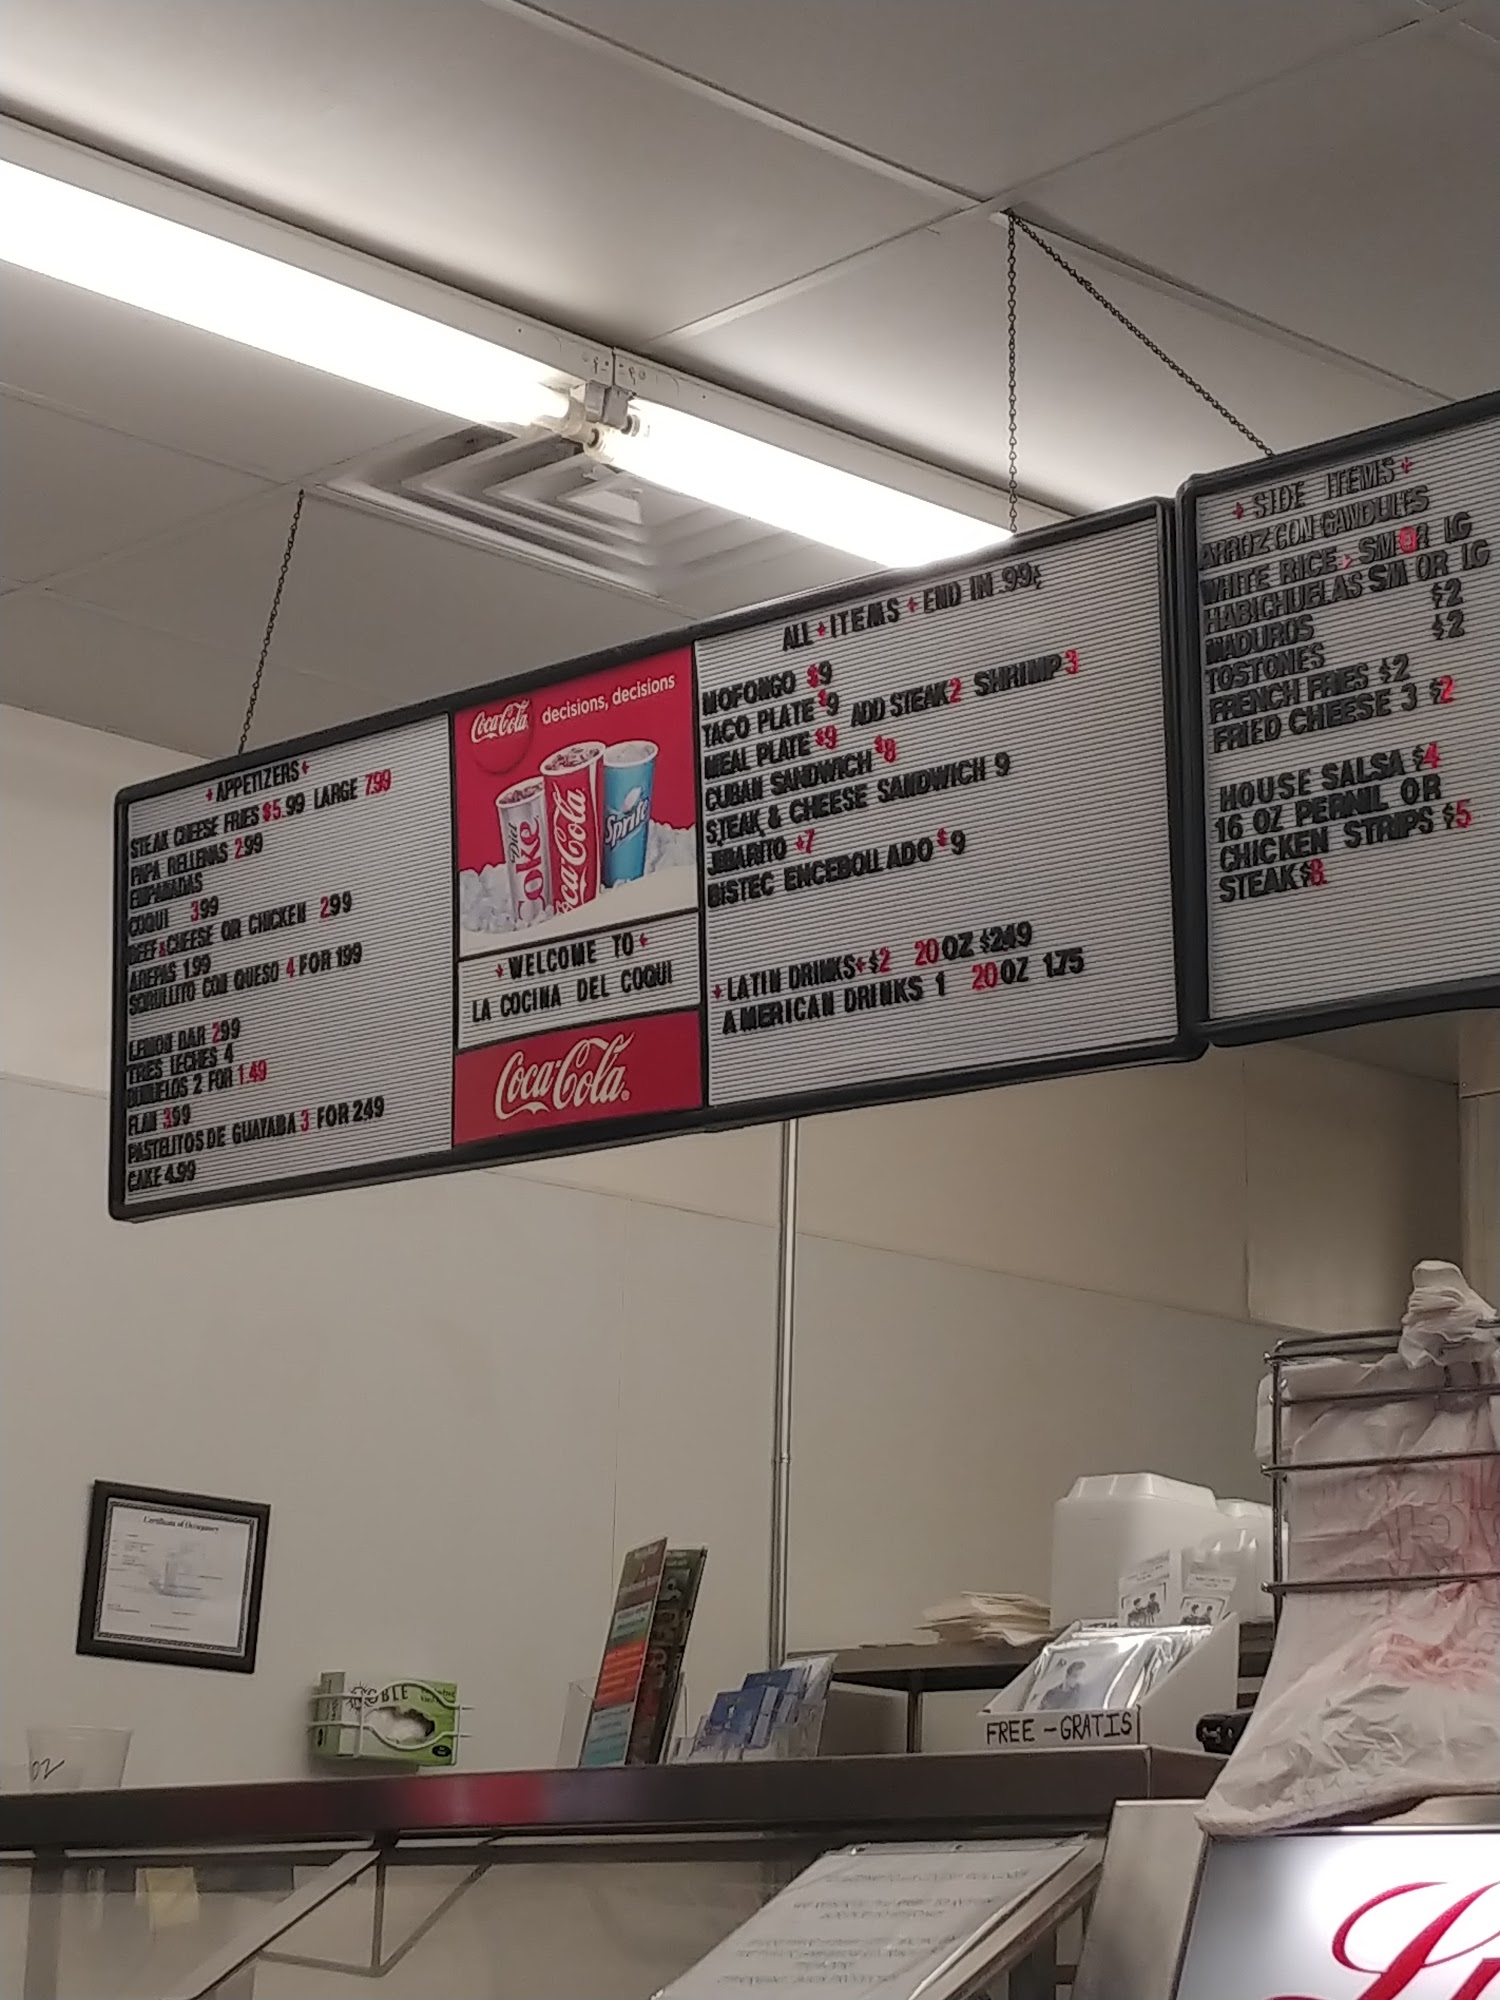 + APPETIZERS +
STEAK CHEESE FRIES $5.99 LARGE 7.99
PAPA RELLENAS 2.99
EMPANADAS
COQUI 3.99
BEEF & CHEESE OR CHICKEN 2.99
AREPAS 1.99
SORULLITO CON QUESO 4 FOR 1.99
LEMON BAR 2.99
TRES LECHES 4
BUNUELOS 2 FOR 1.49
FLAN 3.99
PASTELITOS DE GUAYABA 3 FOR 2.49
CAKE 4.99
Coca-Cola
decisions, decisions
Diet Coke
Coca-Cola
Sprite
+ WELCOME TO +
LA COCINA DEL COQUI
Coca-Cola
ALL + ITEMS + END IN .99¢
MOFONGO $9
TACO PLATE $9 ADD STEAK 2 SHRIMP 3
MEAL PLATE $9
CUBAN SANDWICH $8
STEAK & CHEESE SANDWICH 9
JIBARITO +7
BISTEC ENCEBOLLADO $9
+ LATIN DRINKS + $2 20 OZ $2.49
AMERICAN DRINKS 1 20 OZ 1.75
+ SIDE ITEMS +
ARROZ CON GANDULES
WHITE RICE + SM OR LG
HABICHUELAS SM OR LG
MADUROS $2
TOSTONES $2
FRENCH FRIES $2
FRIED CHEESE 3 $2
HOUSE SALSA $4
16 OZ PERNIL OR
CHICKEN STRIPS $5
STEAK $8
Certificate of Occupancy
OZ
BLE
FREE - GRATIS